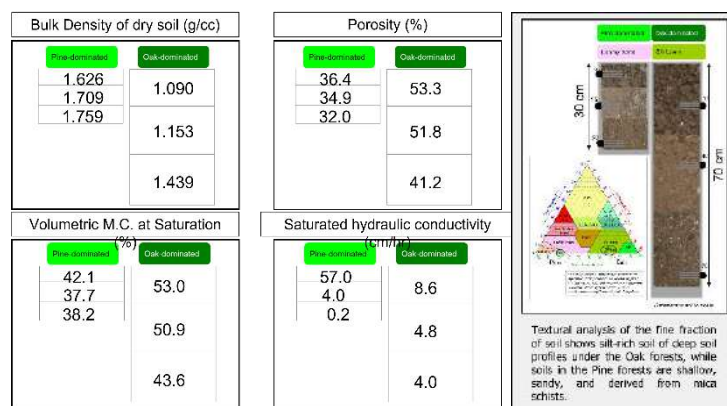 Bulk Density of dry soil (g/cc)
Pine-dominated
Oak-dominated
1.626
1.709
1.759
1.090
1.153
1.439
Porosity (%)
Pine-dominated
Oak-dominated
36.4
34.9
32.0
53.3
51.8
41.2
Volumetric M.C. at Saturation
(%)
Pine-dominated
Oak-dominated
42.1
37.7
38.2
53.0
50.9
43.6
Saturated hydraulic conductivity
(cm/hr)
Pine-dominated
Oak-dominated
57.0
4.0
0.2
8.6
4.8
4.0
Pine-dominated
Oak-dominated
30 cm
70 cm
Textural analysis of the fine fraction
of soil shows silt-rich soil of deep soil
profiles under the Oak forests, while
soils in the Pine forests are shallow,
sandy, and derived from mica
schists.